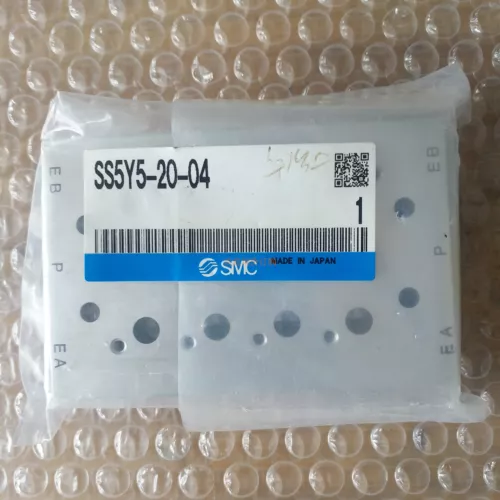 SS5Y5-20-04
1
SMC
MADE IN JAPAN
EB
P
EA
EB
P
EA